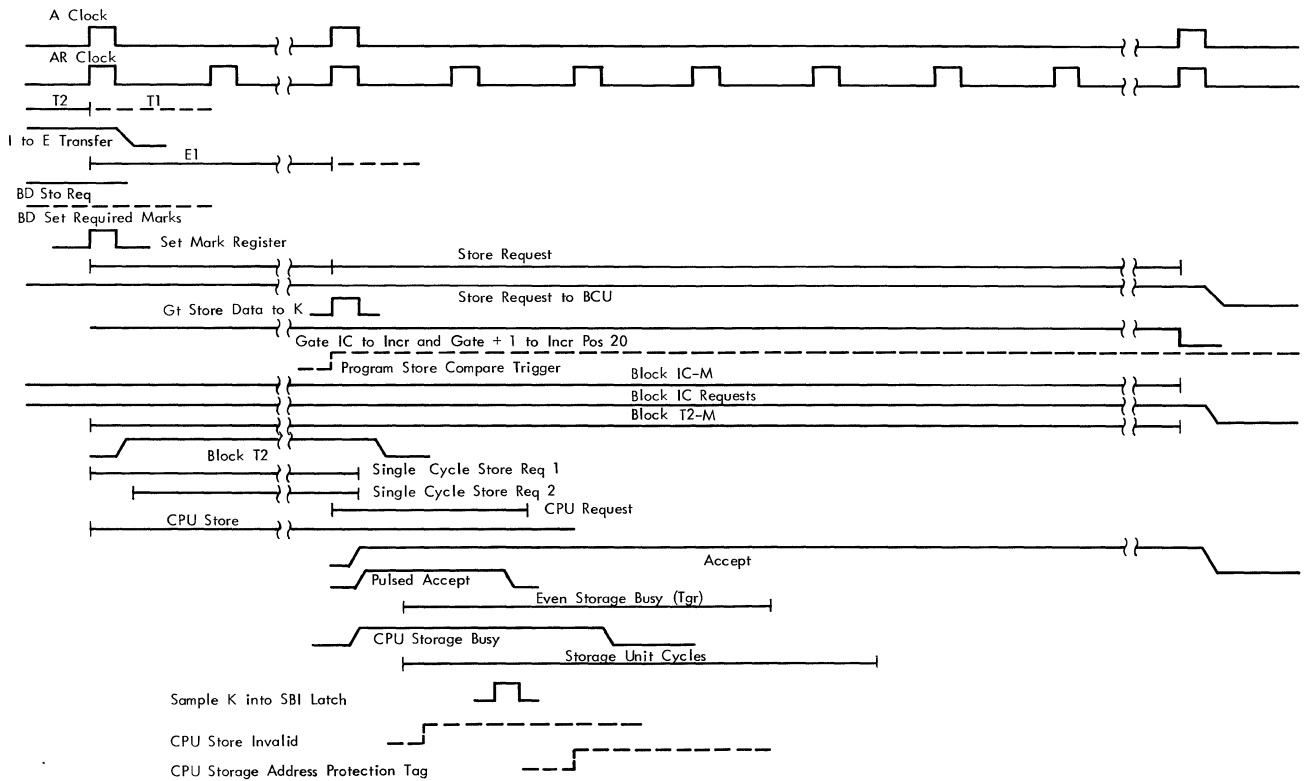 A Clock
AR Clock
T2
T1
I to E Transfer
E1
BD Sto Req
BD Set Required Marks
Set Mark Register
Store Request
Store Request to BCU
Gt Store Data to K
Gate IC to Incr and Gate + 1 to Incr Pos 20
Program Store Compare Trigger
Block IC-M
Block IC Requests
Block T2-M
Block T2
Single Cycle Store Req 1
Single Cycle Store Req 2
CPU Request
CPU Store
Accept
Pulsed Accept
Even Storage Busy (Tgr)
CPU Storage Busy
Storage Unit Cycles
Sample K into SBI Latch
CPU Store Invalid
CPU Storage Address Protection Tag